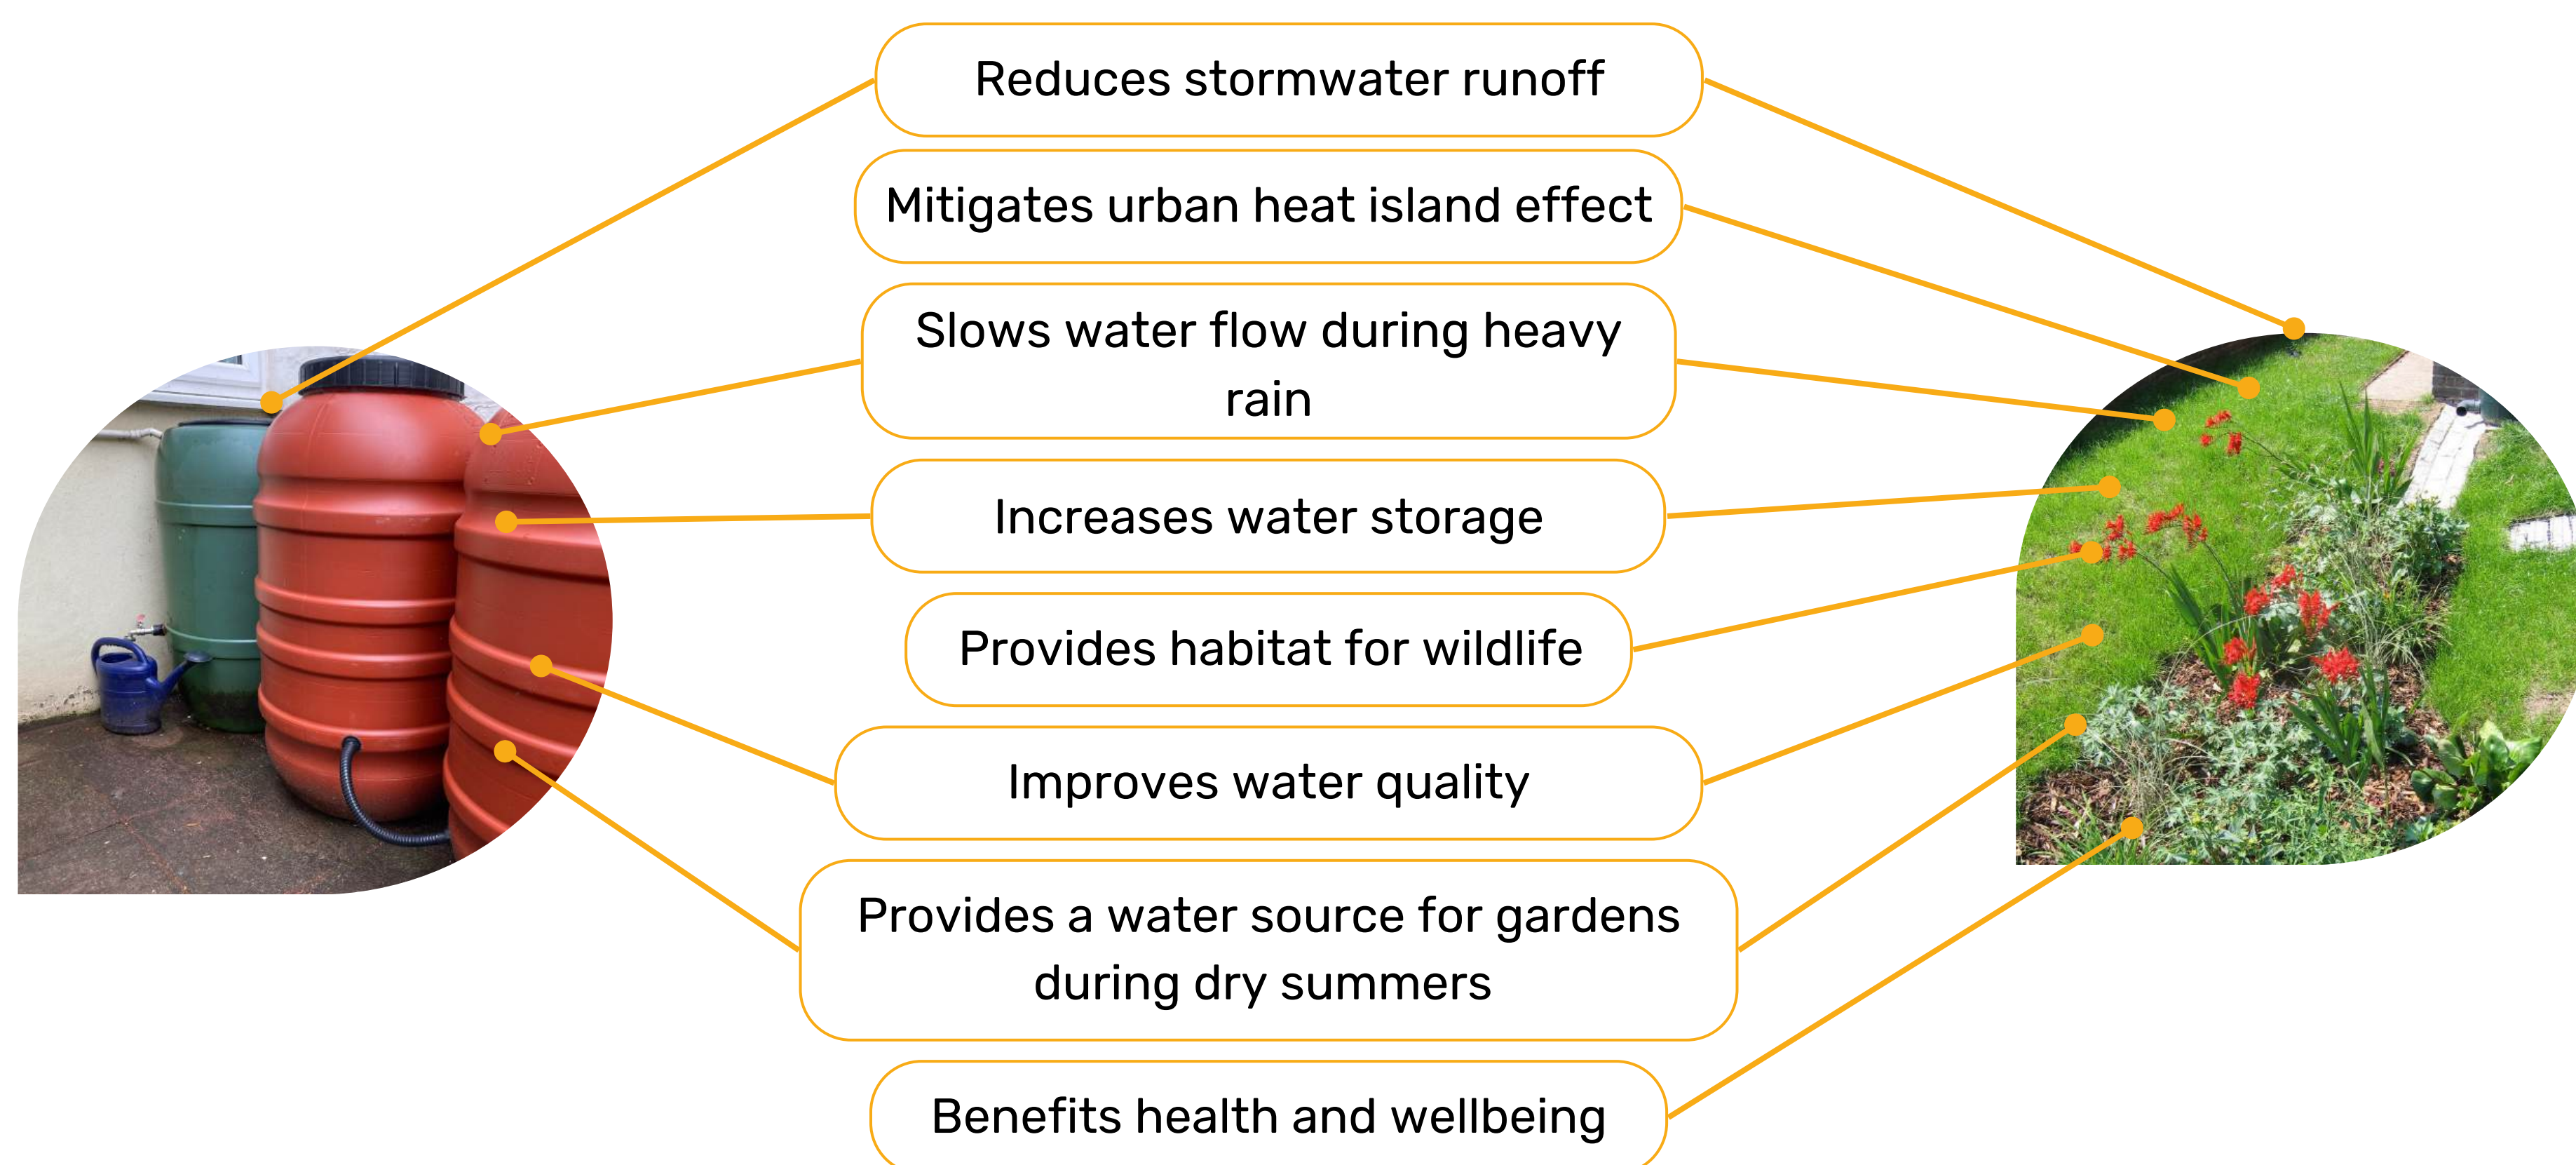 Reduces stormwater runoff
Mitigates urban heat island effect
Slows water flow during heavy
rain
Increases water storage
Provides habitat for wildlife
Improves water quality
Provides a water source for gardens
during dry summers
Benefits health and wellbeing